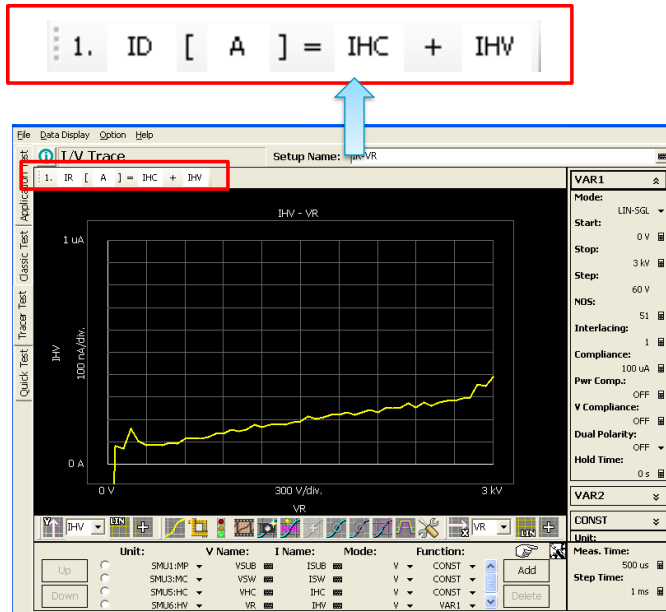 1. ID [ A ] = IHC + IHV
File Data Display Option Help
I/V Trace Setup Name: IR-VR
1. IR [ A ] = IHC + IHV
Application Test
Classic Test
Tracer Test
Quick Test
IHV - VR
1 uA
IHV
100 nA/div.
0 A
0 V 300 V/div. 3 kV
VR
VAR1
Mode:
LIN-SGL
Start:
0 V
Stop:
3 kV
Step:
60 V
NOS:
51
Interlacing:
1
Compliance:
100 uA
Pwr Comp.:
OFF
V Compliance:
OFF
Dual Polarity:
OFF
Hold Time:
0 s
VAR2
CONST
Y IHV LIN X VR LIN
Unit: V Name: I Name: Mode: Function:
Up SMU1:MP VSUB ISUB V CONST Add
SMU3:MC VSW ISW V CONST
Down SMU5:HC VHC IHC V CONST Delete
SMU6:HV VR IHV V VAR1
Unit:
Meas. Time:
500 us
Step Time:
1 ms